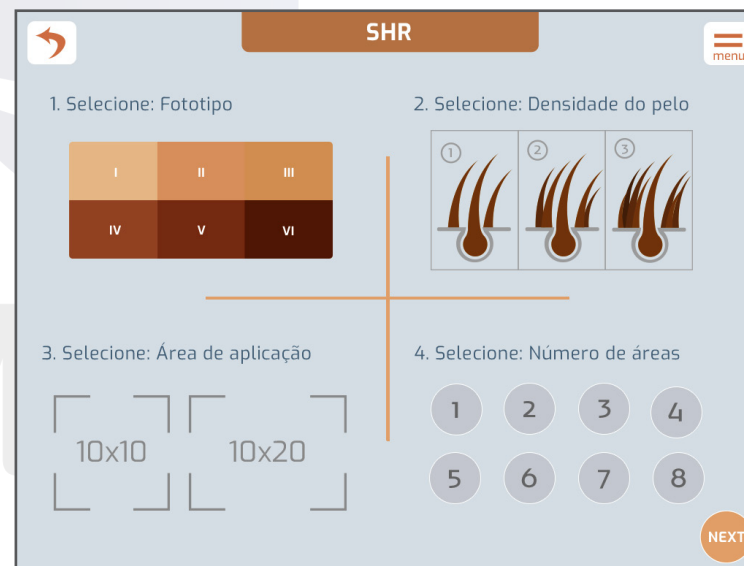 SHR
menu
1. Selecione: Fototipo
I II III
IV V VI
2. Selecione: Densidade do pelo
1 2 3
3. Selecione: Área de aplicação
10x10 10x20
4. Selecione: Número de áreas
1 2 3 4
5 6 7 8
NEXT